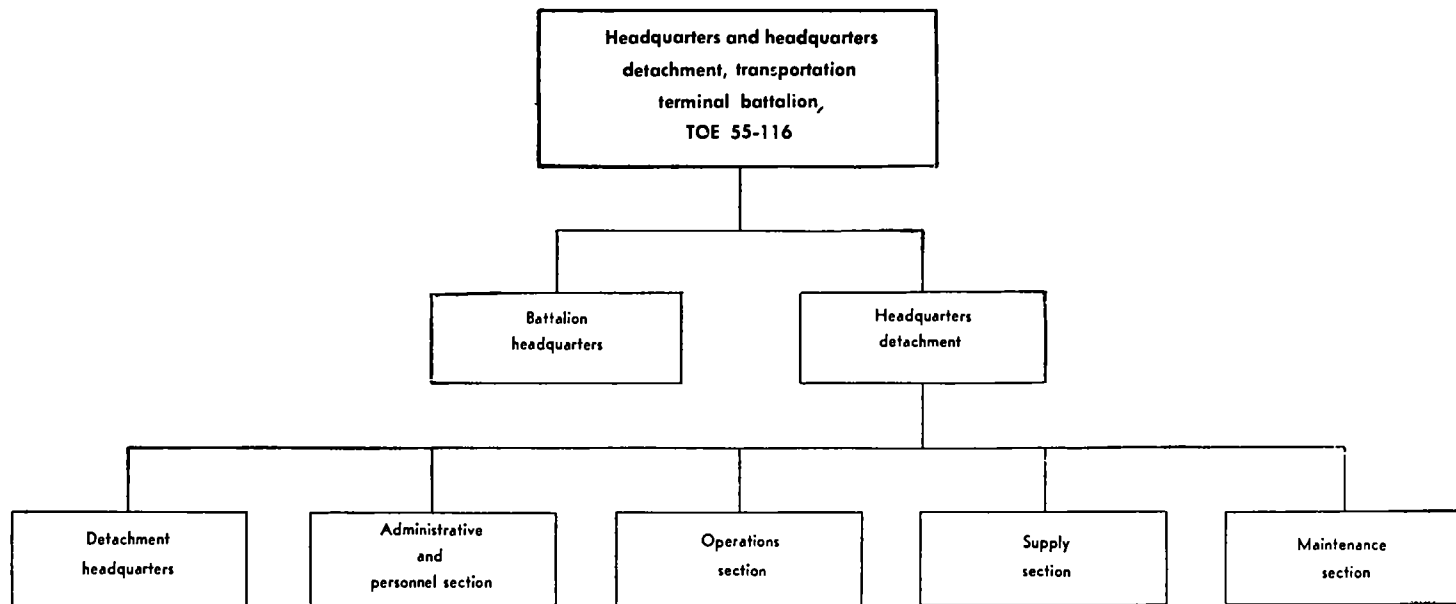 Headquarters and headquarters
detachment, transportation
terminal battalion,
TOE 55-116
Battalion
headquarters
Headquarters
detachment
Detachment
headquarters
Administrative
and
personnel section
Operations
section
Supply
section
Maintenance
section